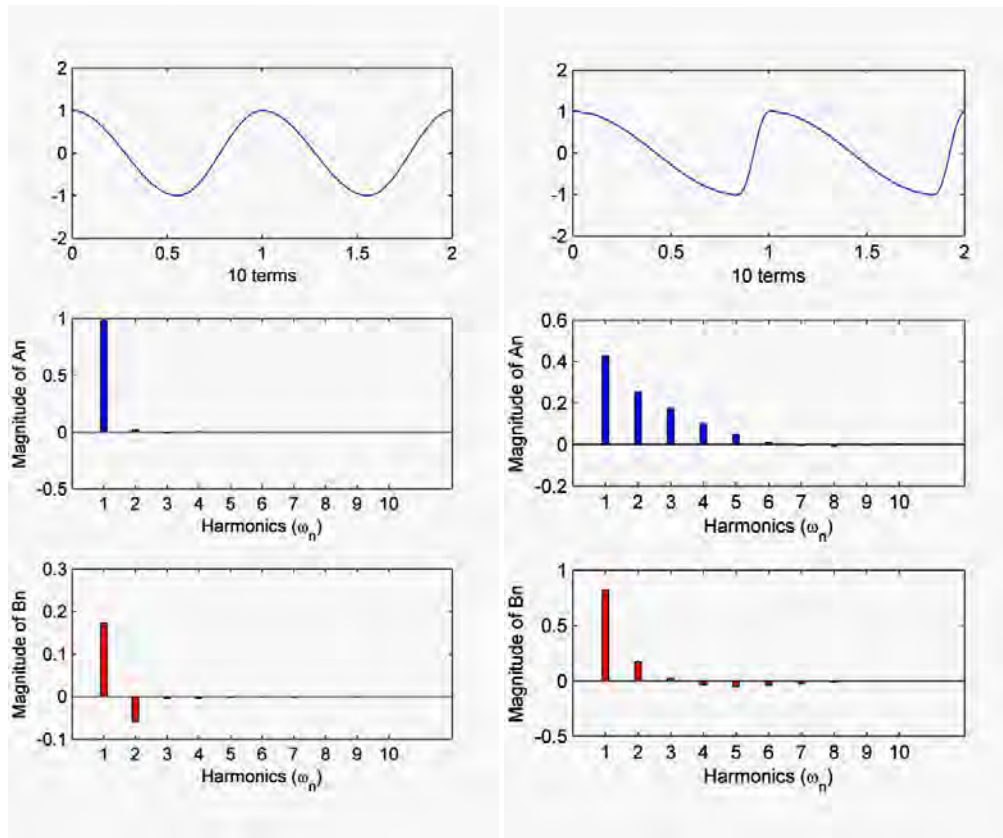 2
1
0
-1
-2
0 0.5 1 1.5 2
10 terms
1
0.5
0
-0.5
Magnitude of An
1 2 3 4 5 6 7 8 9 10
Harmonics (ω_n)
0.3
0.2
0.1
0
-0.1
Magnitude of Bn
1 2 3 4 5 6 7 8 9 10
Harmonics (ω_n)
2
1
0
-1
-2
0 0.5 1 1.5 2
10 terms
0.6
0.4
0.2
0
-0.2
Magnitude of An
1 2 3 4 5 6 7 8 9 10
Harmonics (ω_n)
1
0.5
0
-0.5
Magnitude of Bn
1 2 3 4 5 6 7 8 9 10
Harmonics (ω_n)